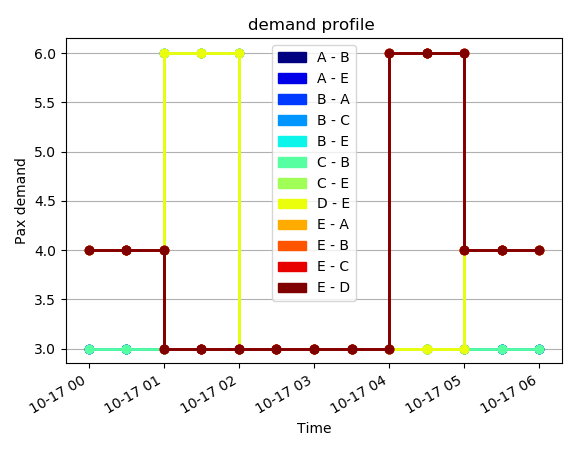 demand profile
6.0
5.5
5.0
4.5
4.0
3.5
3.0
Pax demand
A - B
A - E
B - A
B - C
B - E
C - B
C - E
D - E
E - A
E - B
E - C
E - D
10-17 00
10-17 01
10-17 02
10-17 03
10-17 04
10-17 05
10-17 06
Time